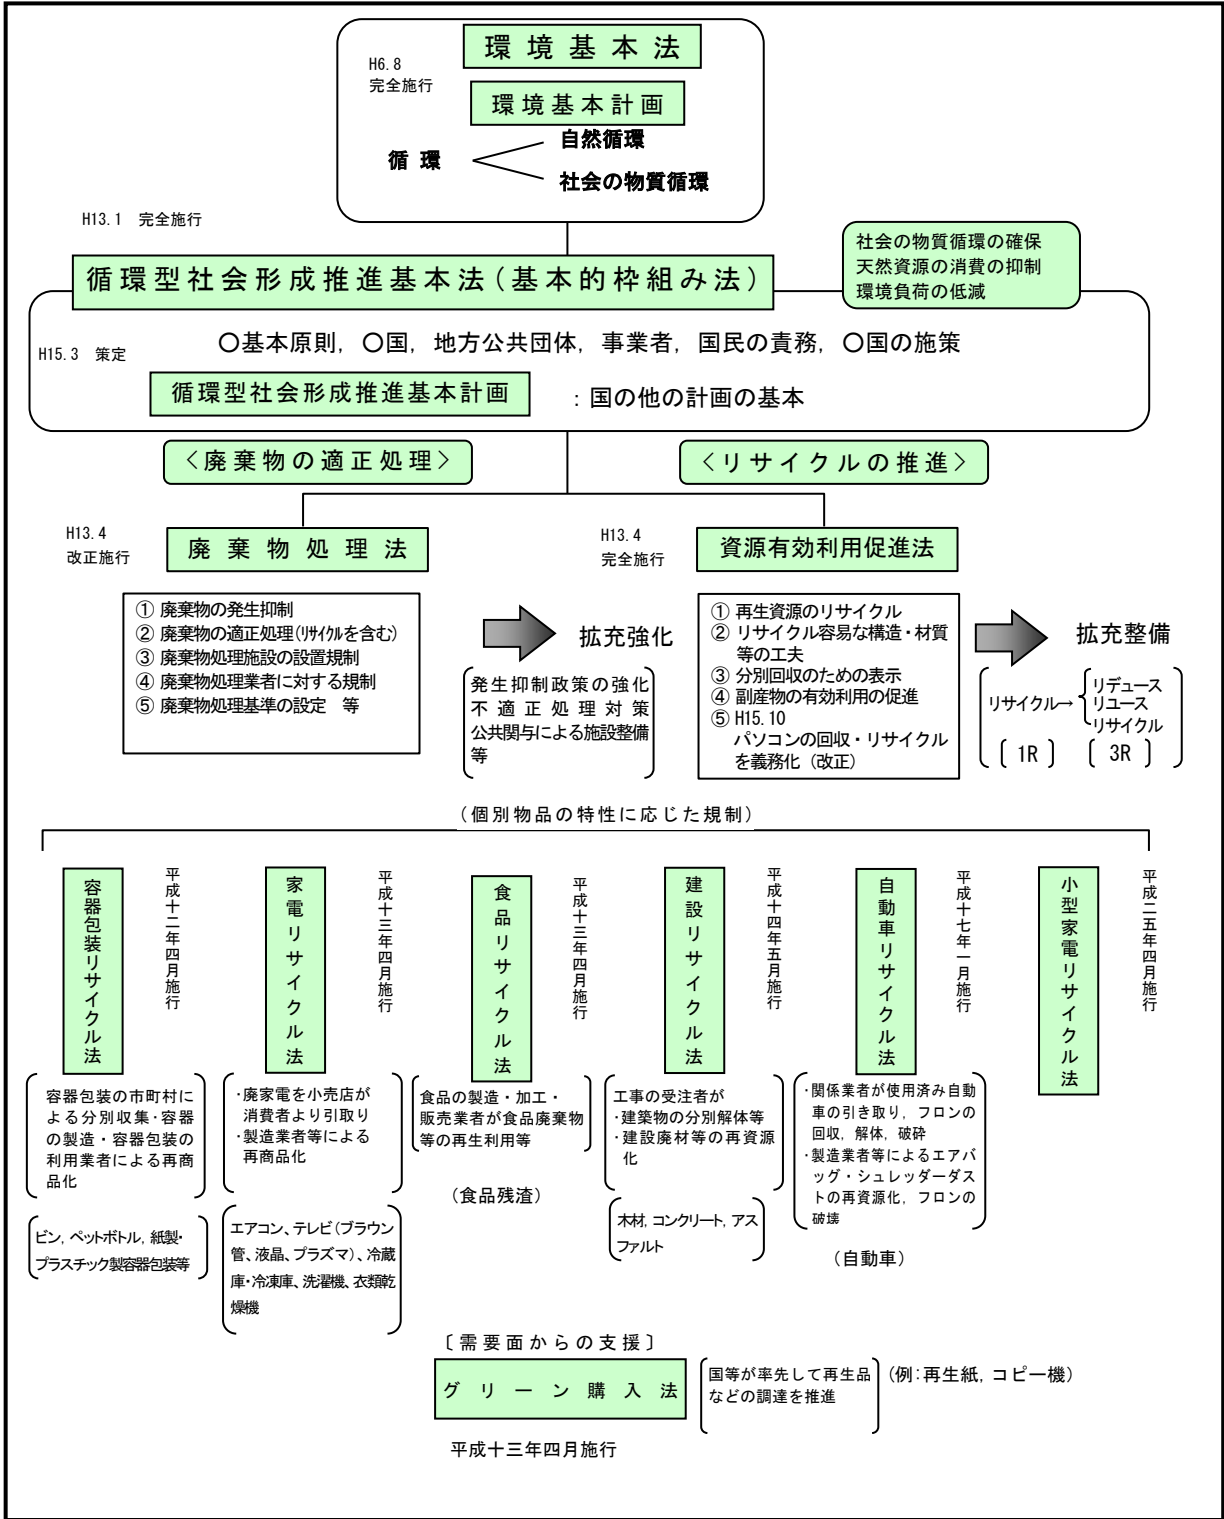 環境基本法
H6.8
完全施行
環境基本計画
循環
自然循環
社会の物質循環
H13.1 完全施行
社会の物質循環の確保
天然資源の消費の抑制
環境負荷の低減
循環型社会形成推進基本法（基本的枠組み法）
○基本原則，○国，地方公共団体，事業者，国民の責務，○国の施策
H15.3 策定
循環型社会形成推進基本計画
：国の他の計画の基本
〈廃棄物の適正処理〉
〈リサイクルの推進〉
H13.4
改正施行
廃棄物処理法
① 廃棄物の発生抑制
② 廃棄物の適正処理(ﾘｻｲｸﾙを含む)
③ 廃棄物処理施設の設置規制
④ 廃棄物処理業者に対する規制
⑤ 廃棄物処理基準の設定　等
拡充強化
発生抑制政策の強化
不適正処理対策
公共関与による施設整備
等
H13.4
完全施行
資源有効利用促進法
① 再生資源のリサイクル
② リサイクル容易な構造・材質
等の工夫
③ 分別回収のための表示
④ 副産物の有効利用の促進
⑤ H15.10
パソコンの回収・リサイクル
を義務化（改正）
拡充整備
リサイクル→
リデュース
リユース
リサイクル
〔 1R 〕
〔 3R 〕
（個別物品の特性に応じた規制）
容器包装リサイクル法
平成十二年四月施行
容器包装の市町村に
よる分別収集・容器
の製造・容器包装の
利用業者による再商
品化
ビン，ペットボトル，紙製・
プラスチック製容器包装等
家電リサイクル法
平成十三年四月施行
・廃家電を小売店が
消費者より引取り
・製造業者等による
再商品化
エアコン、テレビ（ブラウン
管、液晶、プラズマ）、冷蔵
庫・冷凍庫、洗濯機、衣類乾
燥機
食品リサイクル法
平成十三年四月施行
食品の製造・加工・
販売業者が食品廃棄物
等の再生利用等
（食品残渣）
建設リサイクル法
平成十四年五月施行
工事の受注者が
・建築物の分別解体等
・建設廃材等の再資源
化
木材，コンクリート，アス
ファルト
自動車リサイクル法
平成十七年一月施行
・関係業者が使用済み自動
車の引き取り，フロンの
回収，解体，破砕
・製造業者等によるエアバ
ッグ・シュレッダーダス
トの再資源化，フロンの
破壊
（自動車）
小型家電リサイクル法
平成二五年四月施行
〔需要面からの支援〕
グリーン購入法
国等が率先して再生品
などの調達を推進
（例：再生紙，コピー機）
平成十三年四月施行